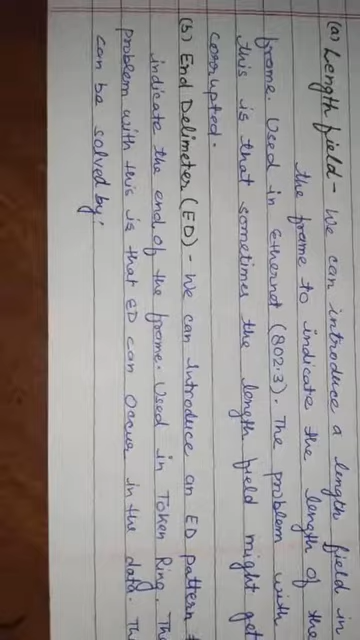 (a) Length field - We can introduce a length field in
the frame to indicate the length of the
frame. Used in Ethernet (802.3). The problem with
this is that sometimes the length field might get
corrupted.
(b) End Delimeter (ED) - We can introduce an ED pattern
indicate the end of the frame. Used in Token Ring. The
problem with this is that ED can occur in the data.
can be solved by: